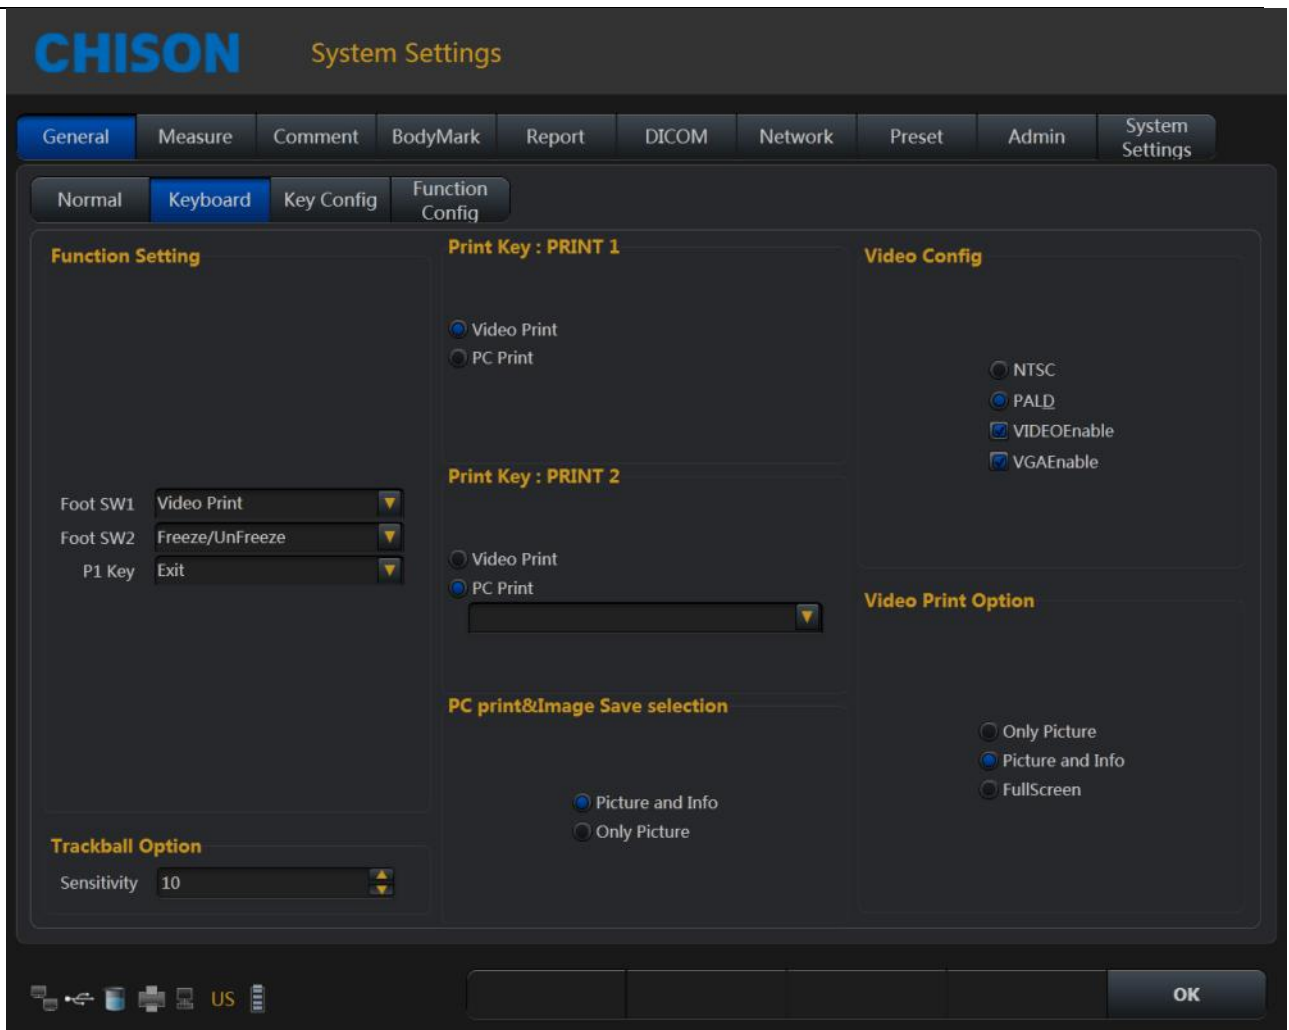 CHISON System Settings
General Measure Comment BodyMark Report DICOM Network Preset Admin System Settings
Normal Keyboard Key Config Function Config
Function Setting
Foot SW1 Video Print
Foot SW2 Freeze/UnFreeze
P1 Key Exit
Trackball Option
Sensitivity 10
Print Key : PRINT 1
Video Print
PC Print
Print Key : PRINT 2
Video Print
PC Print
PC print&Image Save selection
Picture and Info
Only Picture
Video Config
NTSC
PALD
VIDEOEnable
VGAEnable
Video Print Option
Only Picture
Picture and Info
FullScreen
US
OK